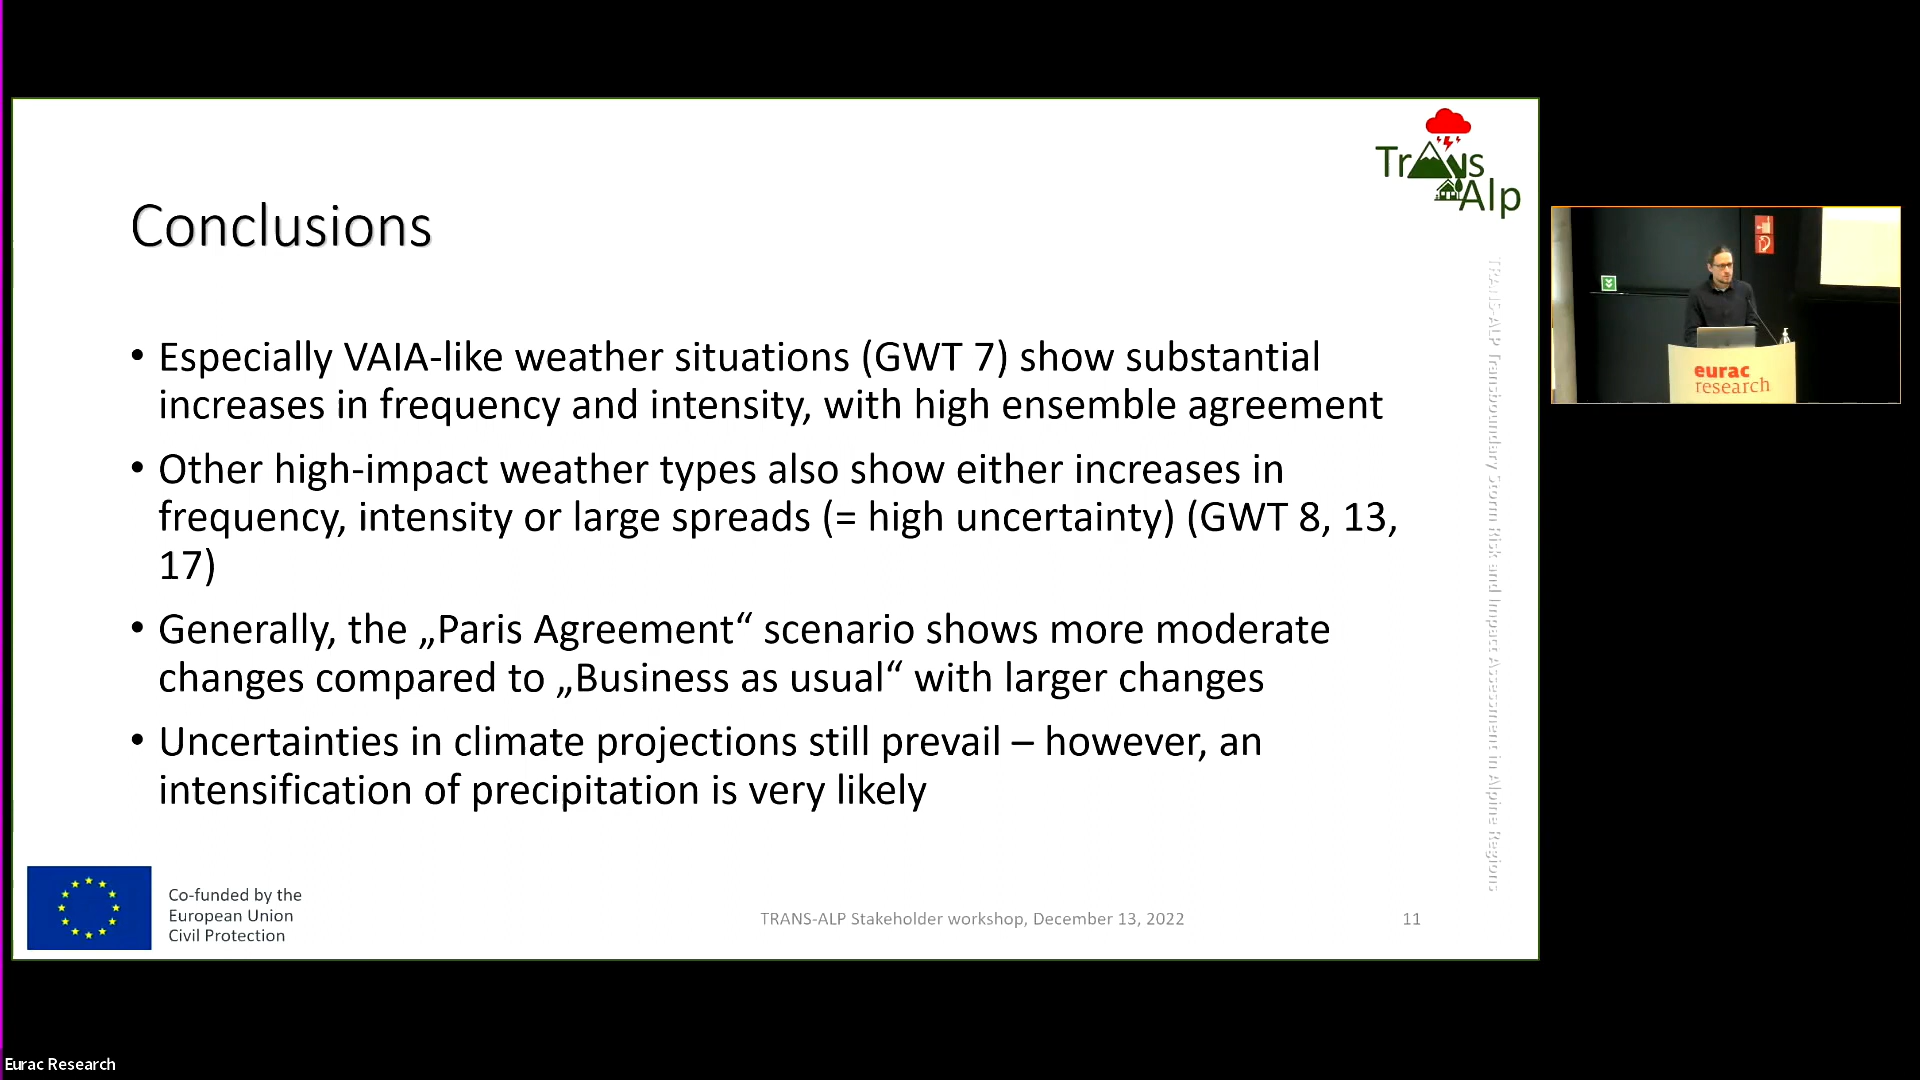 Trans
Alp
Conclusions
• Especially VAIA-like weather situations (GWT 7) show substantial
increases in frequency and intensity, with high ensemble agreement
• Other high-impact weather types also show either increases in
frequency, intensity or large spreads (= high uncertainty) (GWT 8, 13,
17)
• Generally, the „Paris Agreement“ scenario shows more moderate
changes compared to „Business as usual“ with larger changes
• Uncertainties in climate projections still prevail – however, an
intensification of precipitation is very likely
TRANS-ALP Transboundary Storm Risk and Impact Assessment in Alpine Regions
Co-funded by the
European Union
Civil Protection
TRANS-ALP Stakeholder workshop, December 13, 2022
11
eurac
research
Eurac Research